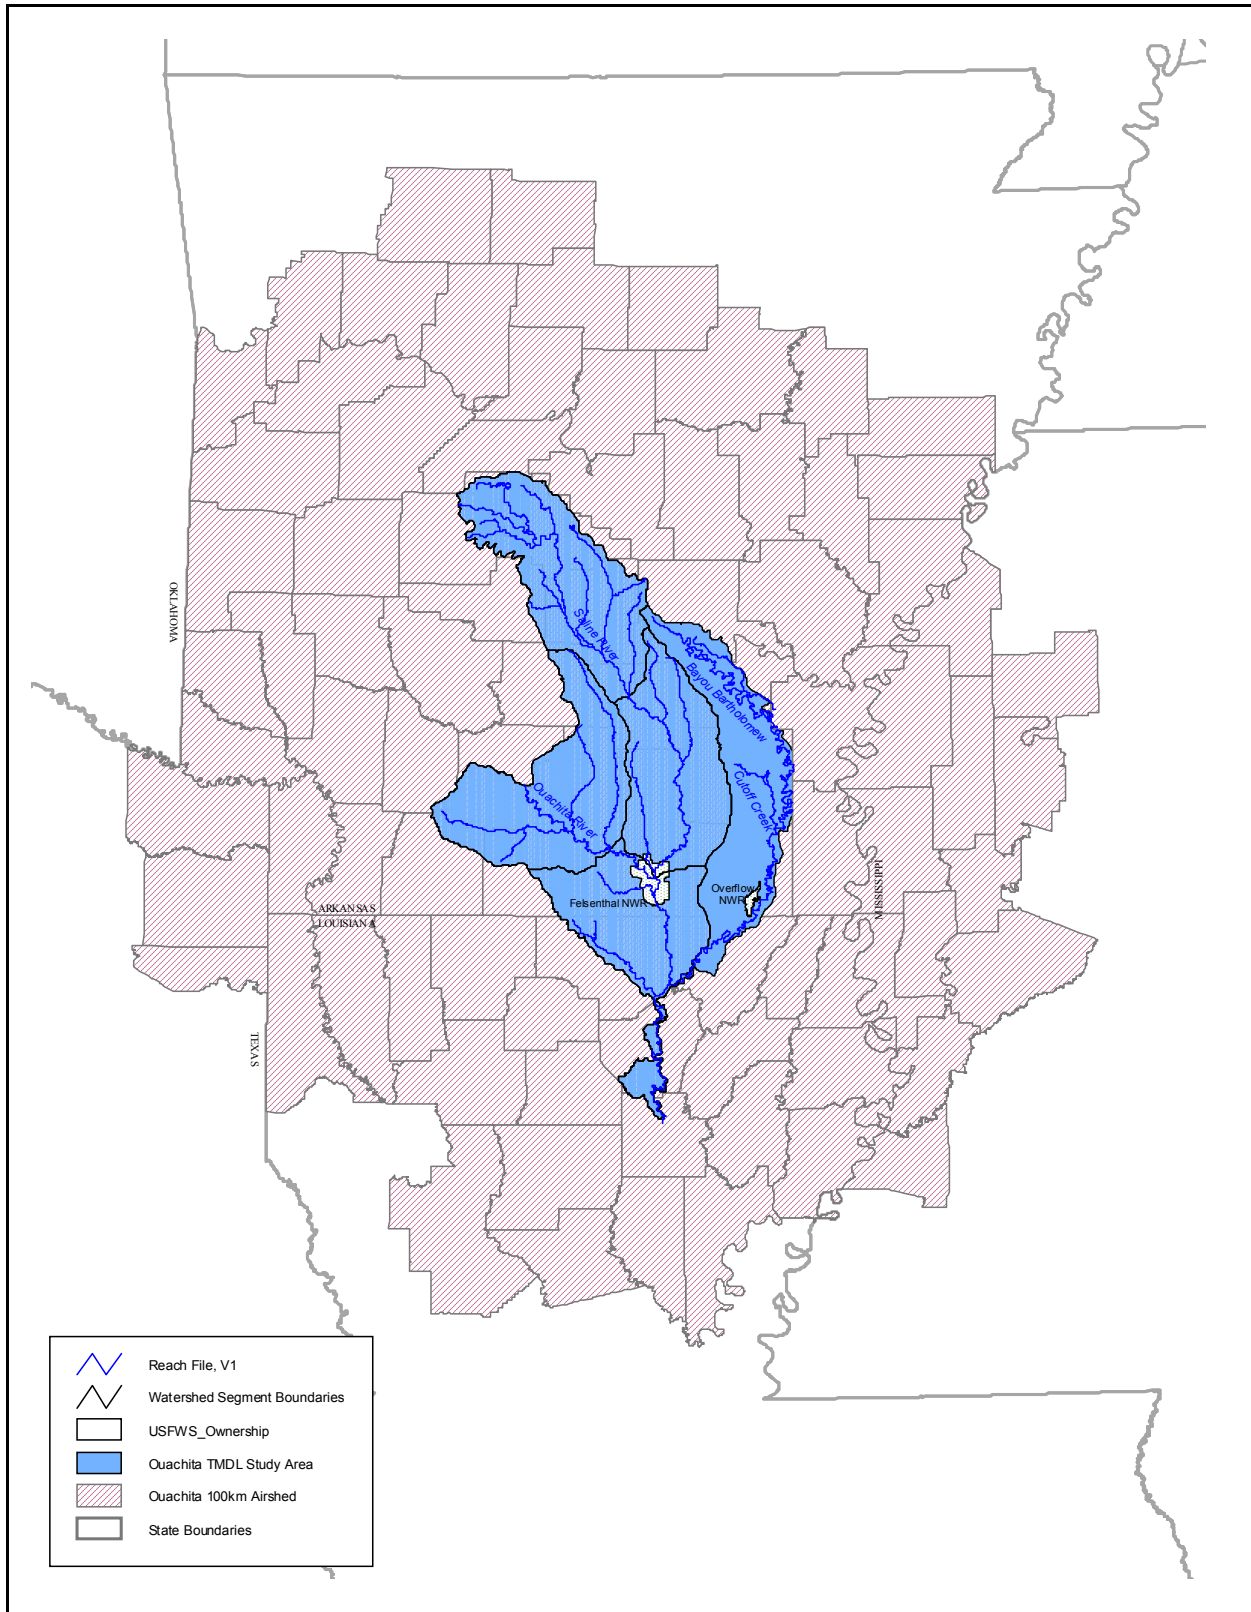 OKLAHOMA
Saline River
Bayou Bartholomew
Cutoff Creek
Ouachita River
MISSISSIPPI
Overflow
NWR
Felsenthal NWR
ARKANSAS
LOUISIANA
TEXAS
Reach File, V1
Watershed Segment Boundaries
USFWS_Ownership
Ouachita TMDL Study Area
Ouachita 100km Airshed
State Boundaries